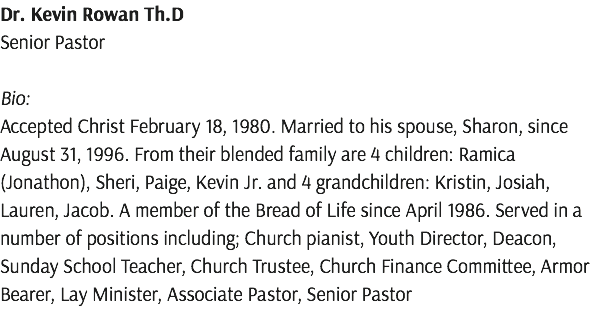 Dr. Kevin Rowan Th.D
Senior Pastor
Bio:
Accepted Christ February 18, 1980. Married to his spouse, Sharon, since
August 31, 1996. From their blended family are 4 children: Ramica
(Jonathon), Sheri, Paige, Kevin Jr. and 4 grandchildren: Kristin, Josiah,
Lauren, Jacob. A member of the Bread of Life since April 1986. Served in a
number of positions including; Church pianist, Youth Director, Deacon,
Sunday School Teacher, Church Trustee, Church Finance Committee, Armor
Bearer, Lay Minister, Associate Pastor, Senior Pastor